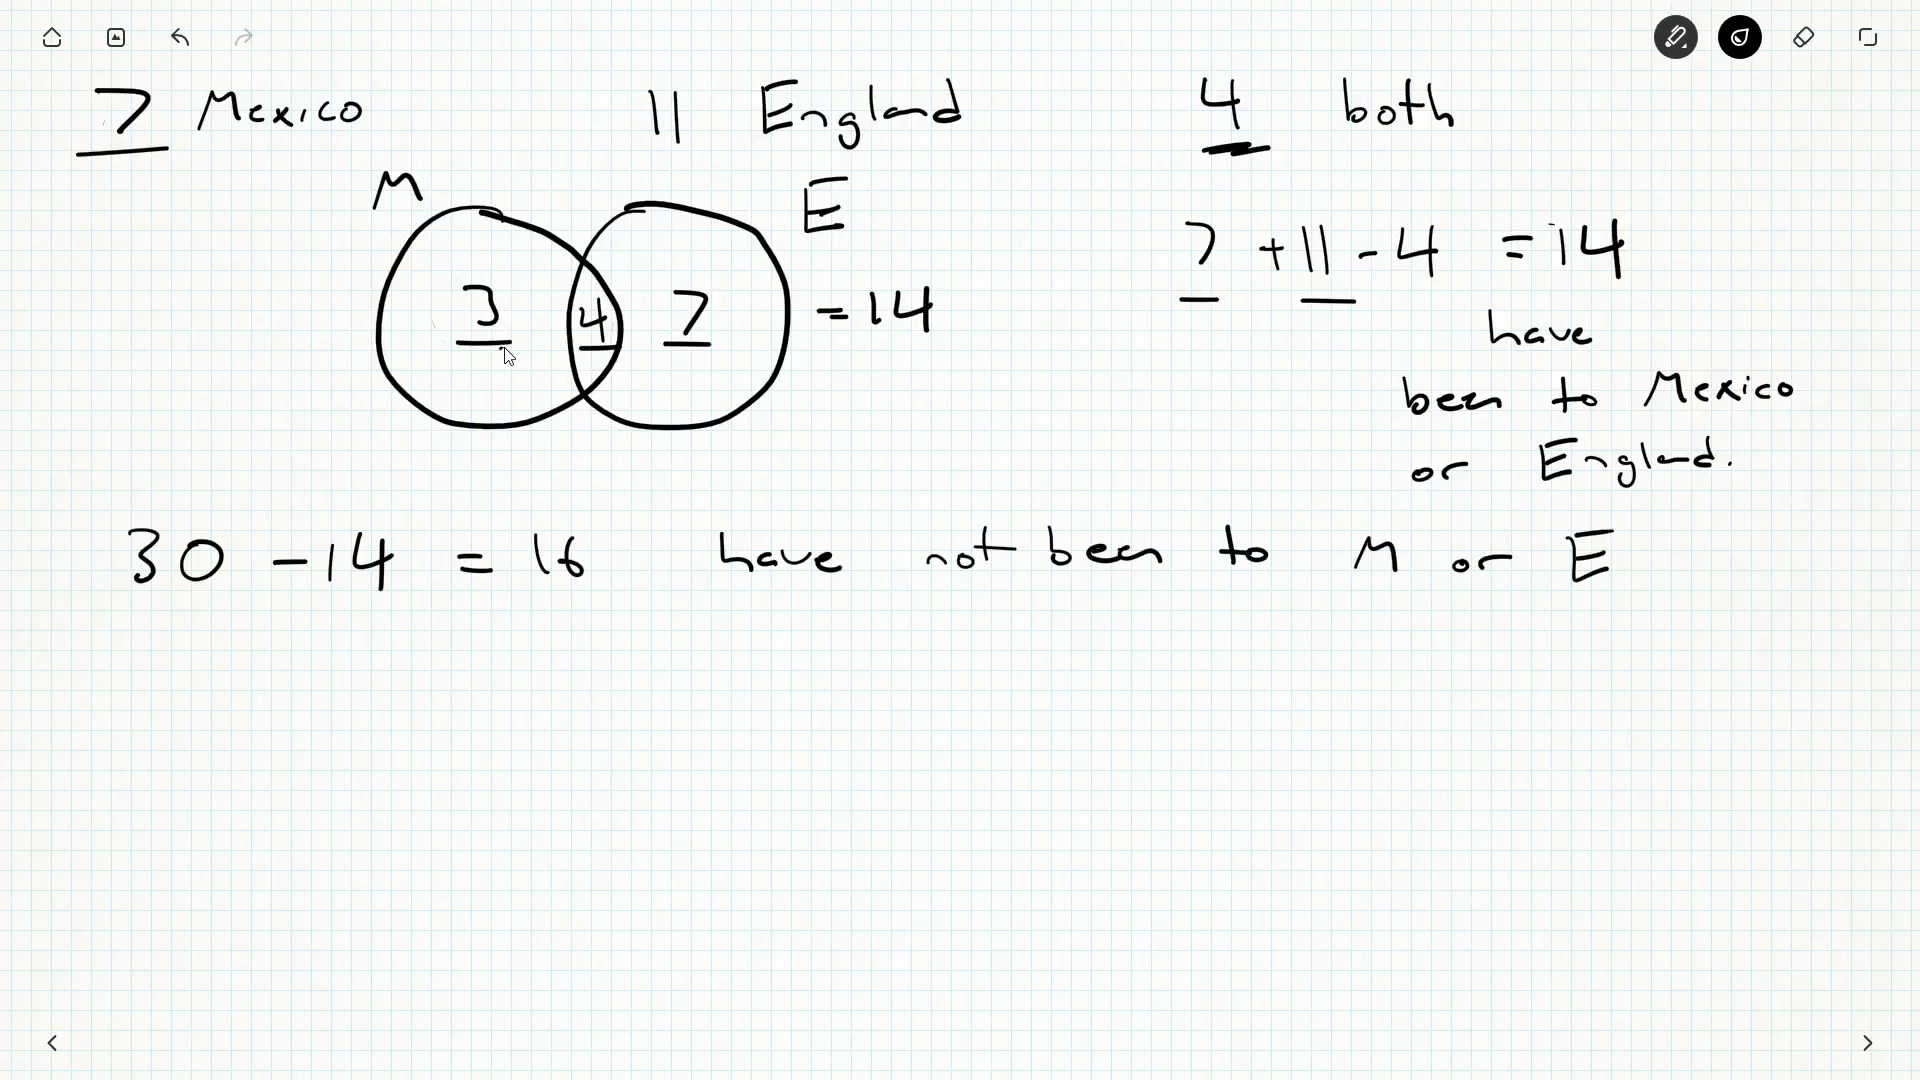 7 Mexico 11 England 4 both
M E
7 + 11 - 4 = 14
3 4 7 = 14
have
been to Mexico
or England.
30 - 14 = 16 have not been to M or E